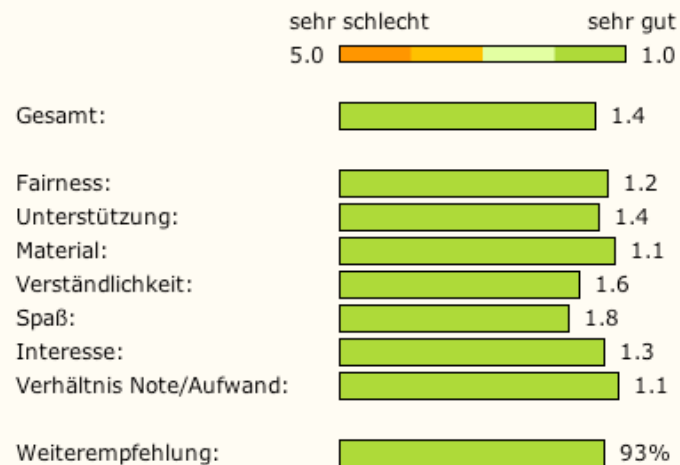 sehr schlecht sehr gut
5.0 1.0
Gesamt: 1.4
Fairness: 1.2
Unterstützung: 1.4
Material: 1.1
Verständlichkeit: 1.6
Spaß: 1.8
Interesse: 1.3
Verhältnis Note/Aufwand: 1.1
Weiterempfehlung: 93%